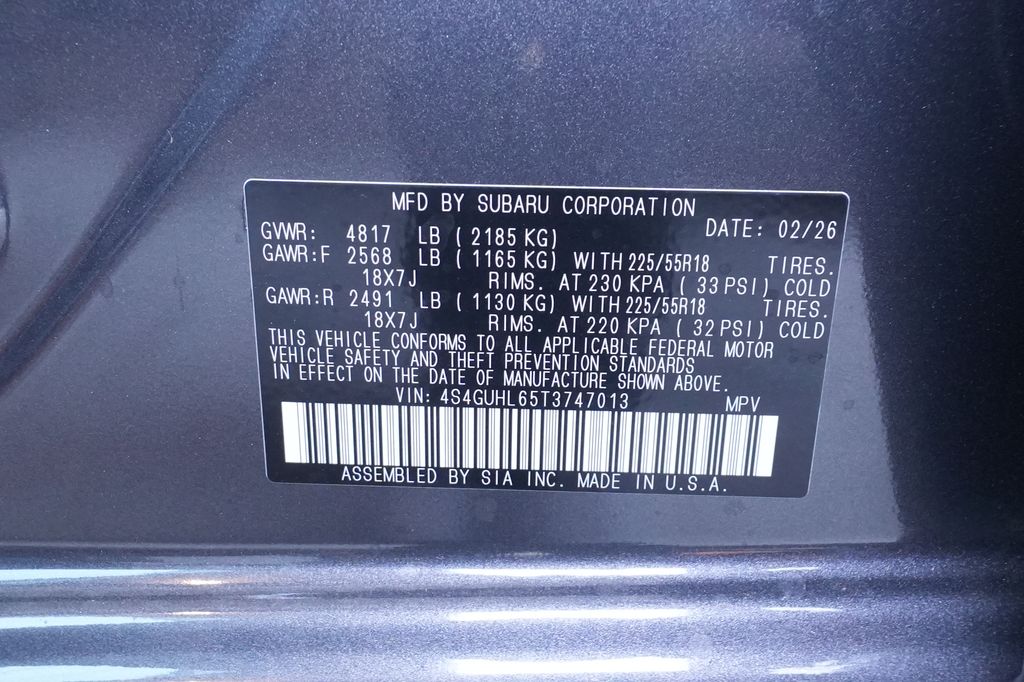 MFD BY SUBARU CORPORATION
DATE: 02/26
GVWR: 4817 LB (2185 KG)
GAWR:F 2568 LB (1165 KG) WITH 225/55R18 TIRES.
18X7J RIMS. AT 230 KPA (33 PSI) COLD
GAWR:R 2491 LB (1130 KG) WITH 225/55R18 TIRES.
18X7J RIMS. AT 220 KPA (32 PSI) COLD
THIS VEHICLE CONFORMS TO ALL APPLICABLE FEDERAL MOTOR
VEHICLE SAFETY AND THEFT PREVENTION STANDARDS
IN EFFECT ON THE DATE OF MANUFACTURE SHOWN ABOVE.
VIN: 4S4GUHL65T3747013 MPV
ASSEMBLED BY SIA INC. MADE IN U.S.A.